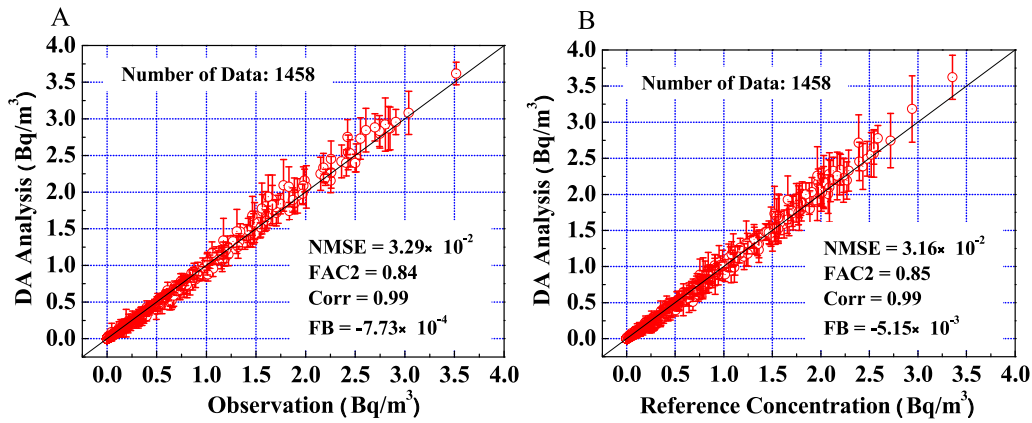 A
DA Analysis (Bq/m³)
4.0
3.5
3.0
2.5
2.0
1.5
1.0
0.5
0.0
Number of Data: 1458
NMSE = 3.29× 10⁻²
FAC2 = 0.84
Corr = 0.99
FB = -7.73× 10⁻⁴
0.0 0.5 1.0 1.5 2.0 2.5 3.0 3.5 4.0
Observation (Bq/m³)
B
DA Analysis (Bq/m³)
4.0
3.5
3.0
2.5
2.0
1.5
1.0
0.5
0.0
Number of Data: 1458
NMSE = 3.16× 10⁻²
FAC2 = 0.85
Corr = 0.99
FB = -5.15× 10⁻³
0.0 0.5 1.0 1.5 2.0 2.5 3.0 3.5 4.0
Reference Concentration (Bq/m³)